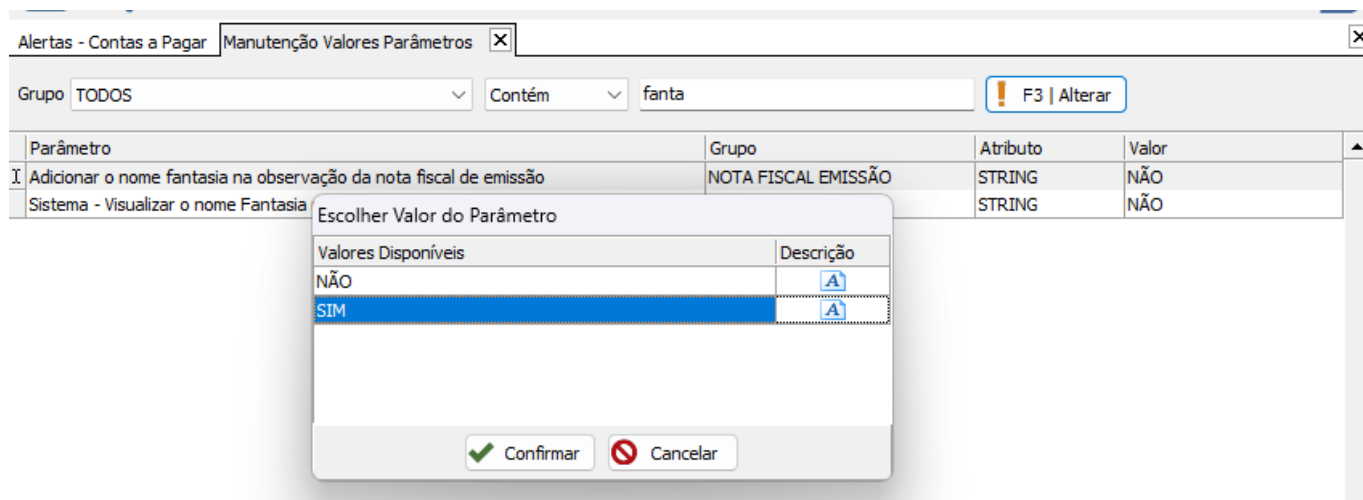 Alertas - Contas a Pagar Manutenção Valores Parâmetros
Grupo TODOS Contém fanta F3 | Alterar
Parâmetro Grupo Atributo Valor
Adicionar o nome fantasia na observação da nota fiscal de emissão NOTA FISCAL EMISSÃO STRING NÃO
Sistema - Visualizar o nome Fantasia STRING NÃO
Escolher Valor do Parâmetro
Valores Disponíveis Descrição
NÃO A
SIM A
Confirmar Cancelar